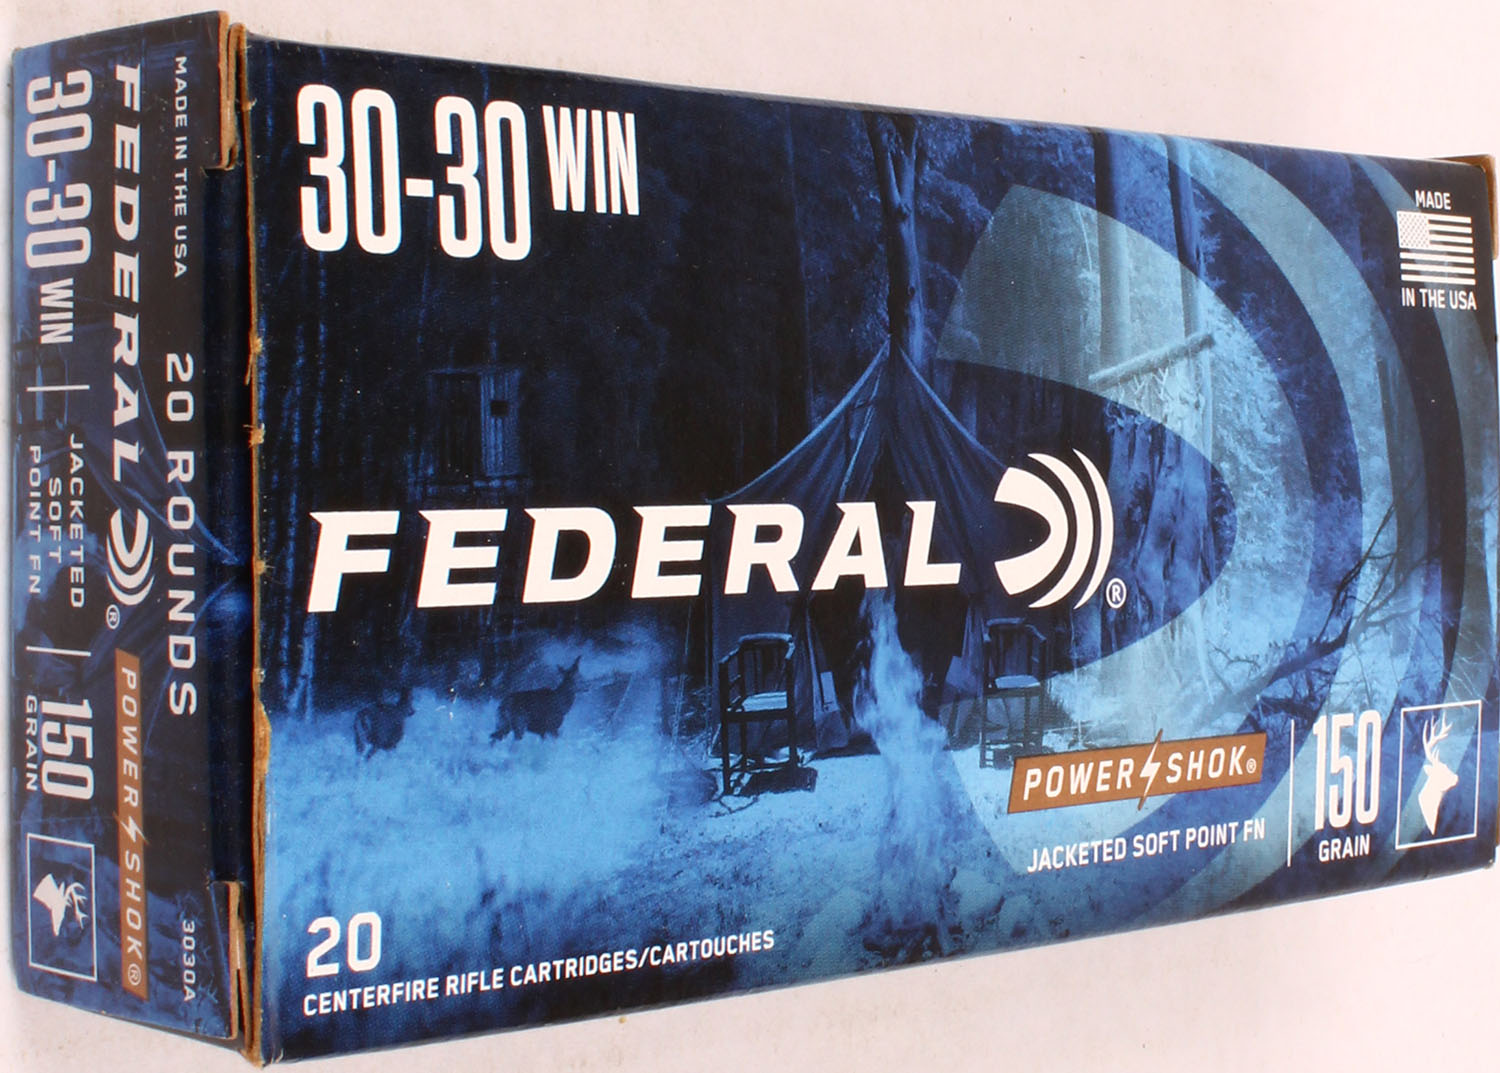 30-30 WIN
MADE
IN THE USA
FEDERAL ®
POWER SHOK®
JACKETED SOFT POINT FN
150
GRAIN
20
CENTERFIRE RIFLE CARTRIDGES/CARTOUCHES
MADE IN THE USA
20 ROUNDS
3030A
FEDERAL ®
POWER SHOK®
30-30 WIN
JACKETED
SOFT
POINT FN
150
GRAIN